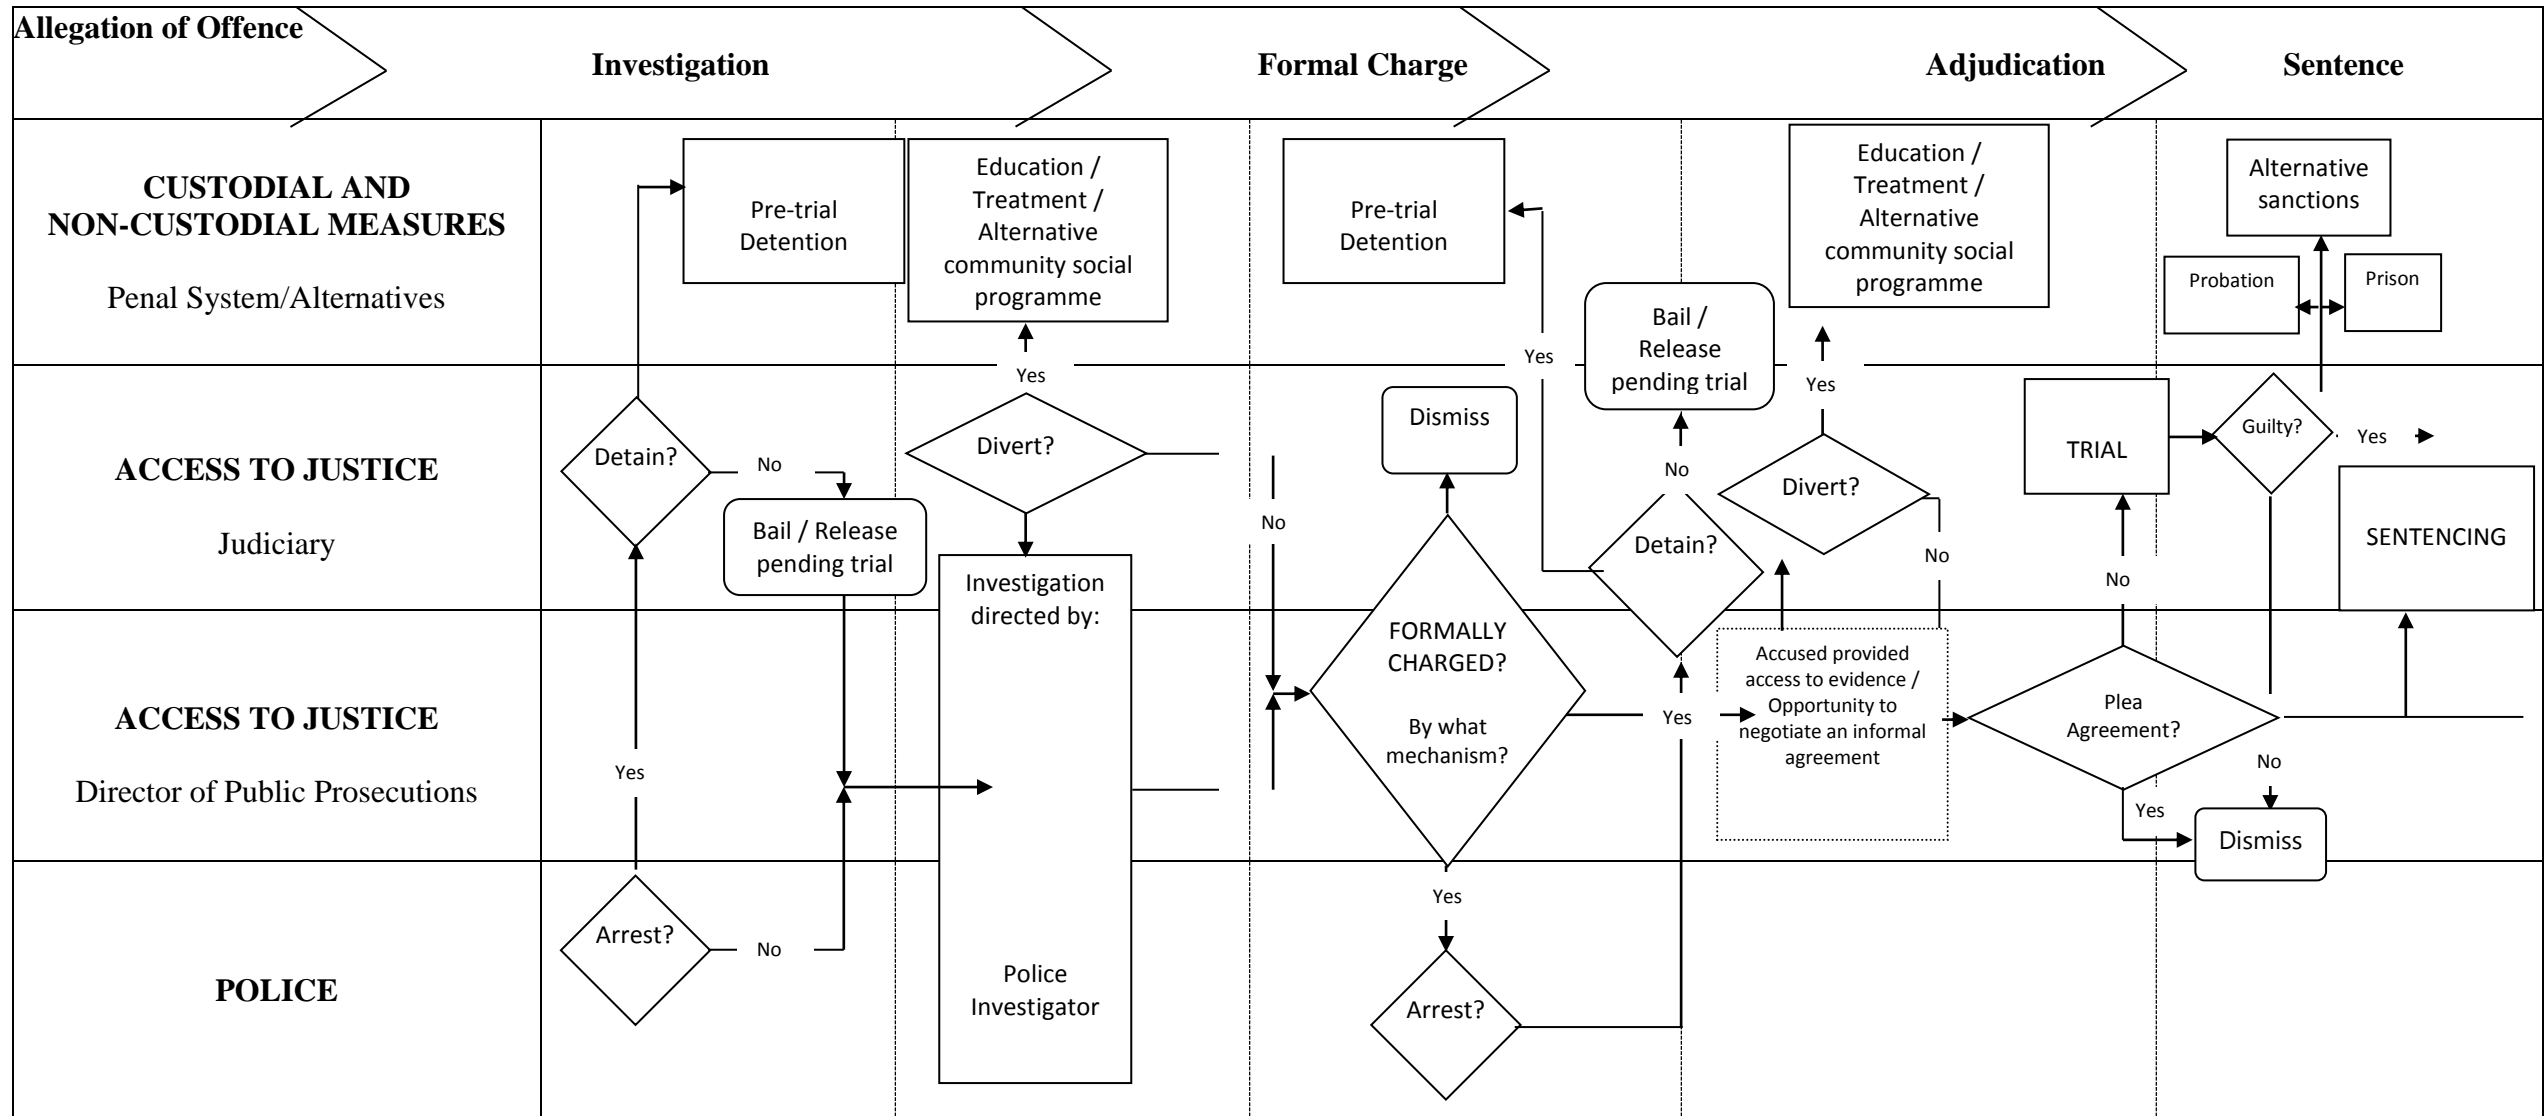 Allegation of Offence
Investigation
Formal Charge
Adjudication
Sentence
CUSTODIAL AND
NON-CUSTODIAL MEASURES
Penal System/Alternatives
Pre-trial
Detention
Education /
Treatment /
Alternative
community social
programme
Pre-trial
Detention
Education /
Treatment /
Alternative
community social
programme
Alternative
sanctions
Probation
Prison
Bail /
Release
pending trial
Yes
Yes
Yes
ACCESS TO JUSTICE
Judiciary
Detain?
No
Bail / Release
pending trial
Divert?
No
Dismiss
No
Detain?
Divert?
No
TRIAL
Guilty?
Yes
SENTENCING
No
Investigation
directed by:
ACCESS TO JUSTICE
Director of Public Prosecutions
Yes
FORMALLY
CHARGED?
By what
mechanism?
Yes
Accused provided
access to evidence /
Opportunity to
negotiate an informal
agreement
Plea
Agreement?
No
Yes
Dismiss
POLICE
Arrest?
No
Police
Investigator
Yes
Arrest?